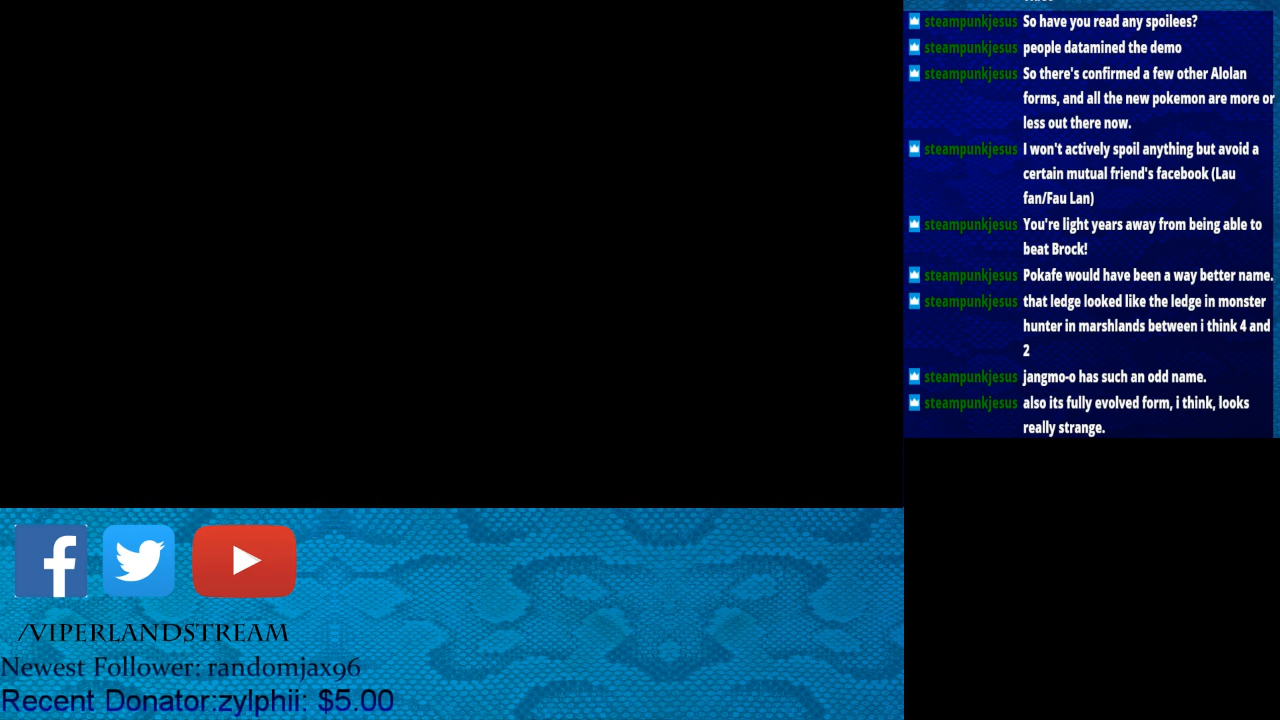 steampunkjesus So have you read any spoilees?
steampunkjesus people datamined the demo
steampunkjesus So there's confirmed a few other Alolan
forms, and all the new pokemon are more or
less out there now.
steampunkjesus I won't actively spoil anything but avoid a
certain mutual friend's facebook (Lau
fan/Fau Lan)
steampunkjesus You're light years away from being able to
beat Brock!
steampunkjesus Pokafe would have been a way better name.
steampunkjesus that ledge looked like the ledge in monster
hunter in marshlands between i think 4 and
2
steampunkjesus jangmo-o has such an odd name.
steampunkjesus also its fully evolved form, i think, looks
really strange.
/VIPERLANDSTREAM
Newest Follower: randomjax96
Recent Donator:zylphii: $5.00